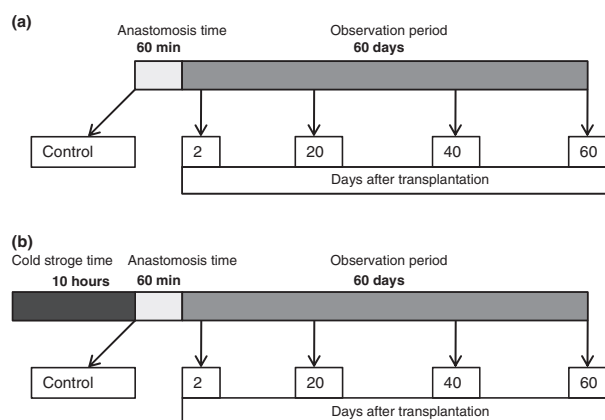 (a)
Anastomosis time Observation period
60 min 60 days
Control 2 20 40 60
Days after transplantation
(b)
Cold stroge time Anastomosis time Observation period
10 hours 60 min 60 days
Control 2 20 40 60
Days after transplantation